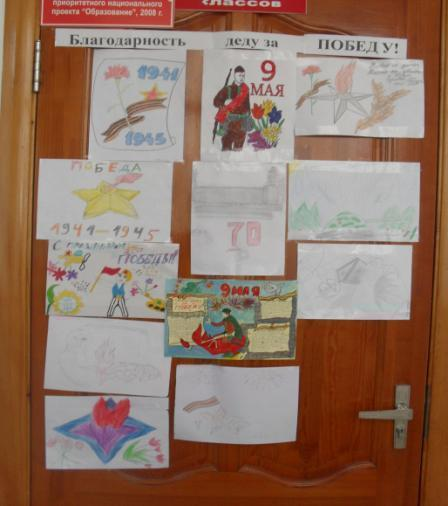 приоритетного национального
проекта "Образование", 2008 г.
классов
Благодарность деду за ПОБЕДУ!
1941
1945
9
МАЯ
ПОБЕДА
1941-1945
70
С
ПОБЕДЫ!
9 МАЯ